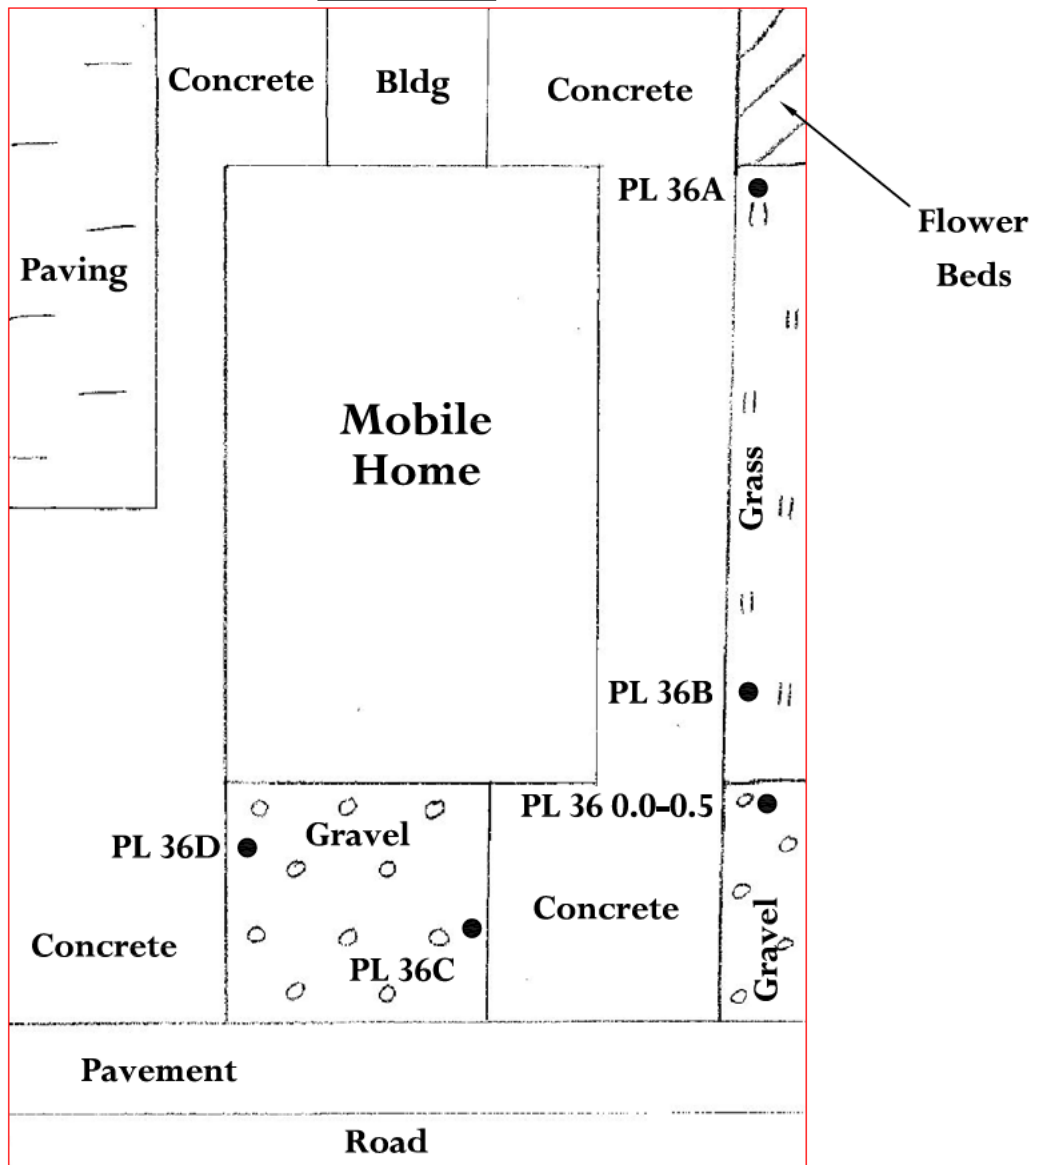 Concrete
Bldg
Concrete
PL 36A
Flower
Beds
Paving
Mobile
Home
Grass
PL 36B
PL 36 0.0-0.5
Gravel
PL 36D
Concrete
Gravel
Concrete
PL 36C
Pavement
Road